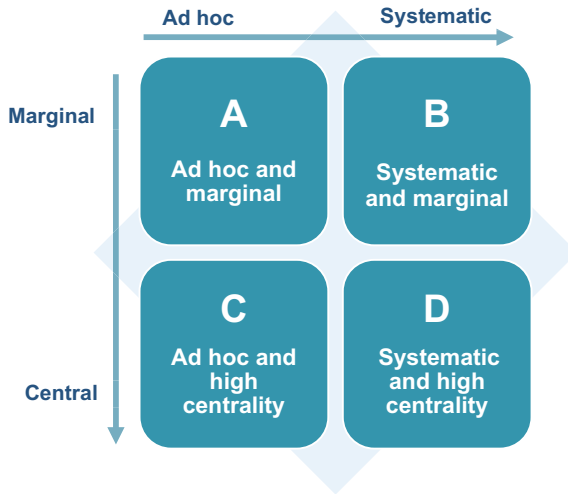 Ad hoc
Systematic
Marginal
A
Ad hoc and
marginal
B
Systematic
and marginal
C
Ad hoc and
high
centrality
D
Systematic
and high
centrality
Central